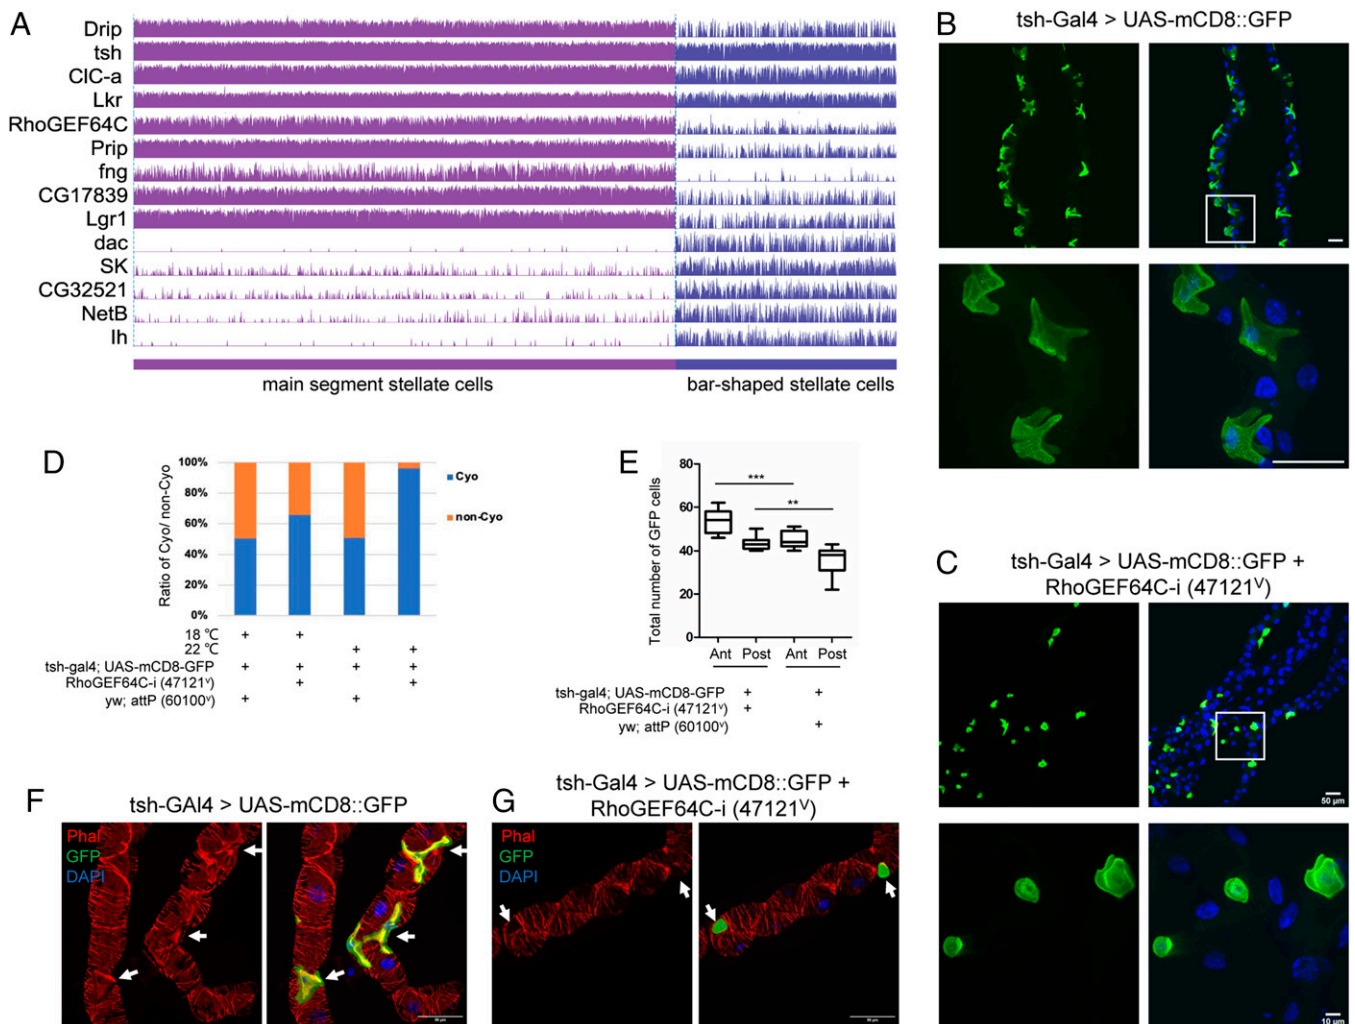 A
Drip
tsh
ClC-a
Lkr
RhoGEF64C
Prip
fng
CG17839
Lgr1
dac
SK
CG32521
NetB
Ih
main segment stellate cells
bar-shaped stellate cells
B
tsh-Gal4 > UAS-mCD8::GFP
C
tsh-Gal4 > UAS-mCD8::GFP +
RhoGEF64C-i (47121ⱽ)
50 µm
10 µm
D
Ratio of Cyo/ non-Cyo
100%
80%
60%
40%
20%
0%
Cyo
non-Cyo
18 °C + +
22 °C + +
tsh-gal4; UAS-mCD8-GFP + + + +
RhoGEF64C-i (47121ᵛ) + +
yw; attP (60100ᵛ) + +
E
Total number of GFP cells
80
60
40
20
0
***
**
Ant Post Ant Post
tsh-gal4; UAS-mCD8-GFP + +
RhoGEF64C-i (47121ᵛ) +
yw; attP (60100ᵛ) +
F
tsh-GAl4 > UAS-mCD8::GFP
Phal
GFP
DAPI
G
tsh-Gal4 > UAS-mCD8::GFP +
RhoGEF64C-i (47121ⱽ)
Phal
GFP
DAPI